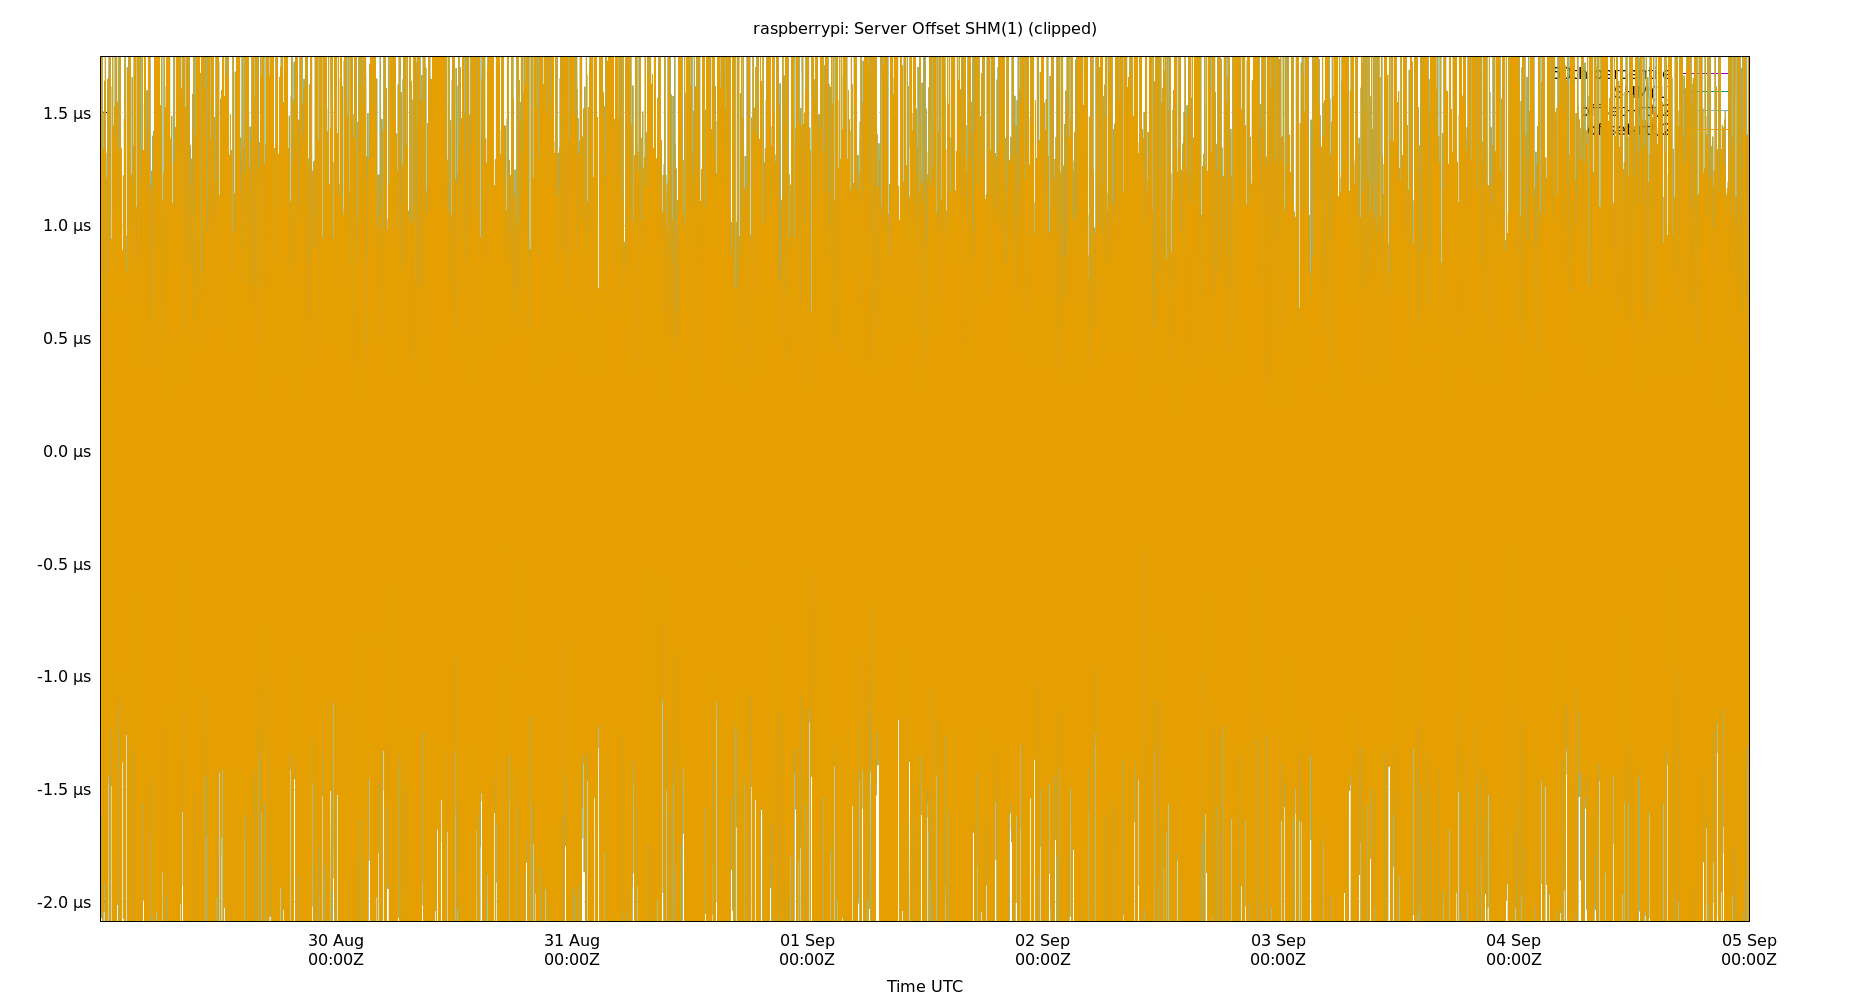 raspberrypi: Server Offset SHM(1) (clipped)
1.5 µs
1.0 µs
0.5 µs
0.0 µs
-0.5 µs
-1.0 µs
-1.5 µs
-2.0 µs
30 Aug
00:00Z
31 Aug
00:00Z
01 Sep
00:00Z
02 Sep
00:00Z
03 Sep
00:00Z
04 Sep
00:00Z
05 Sep
00:00Z
Time UTC